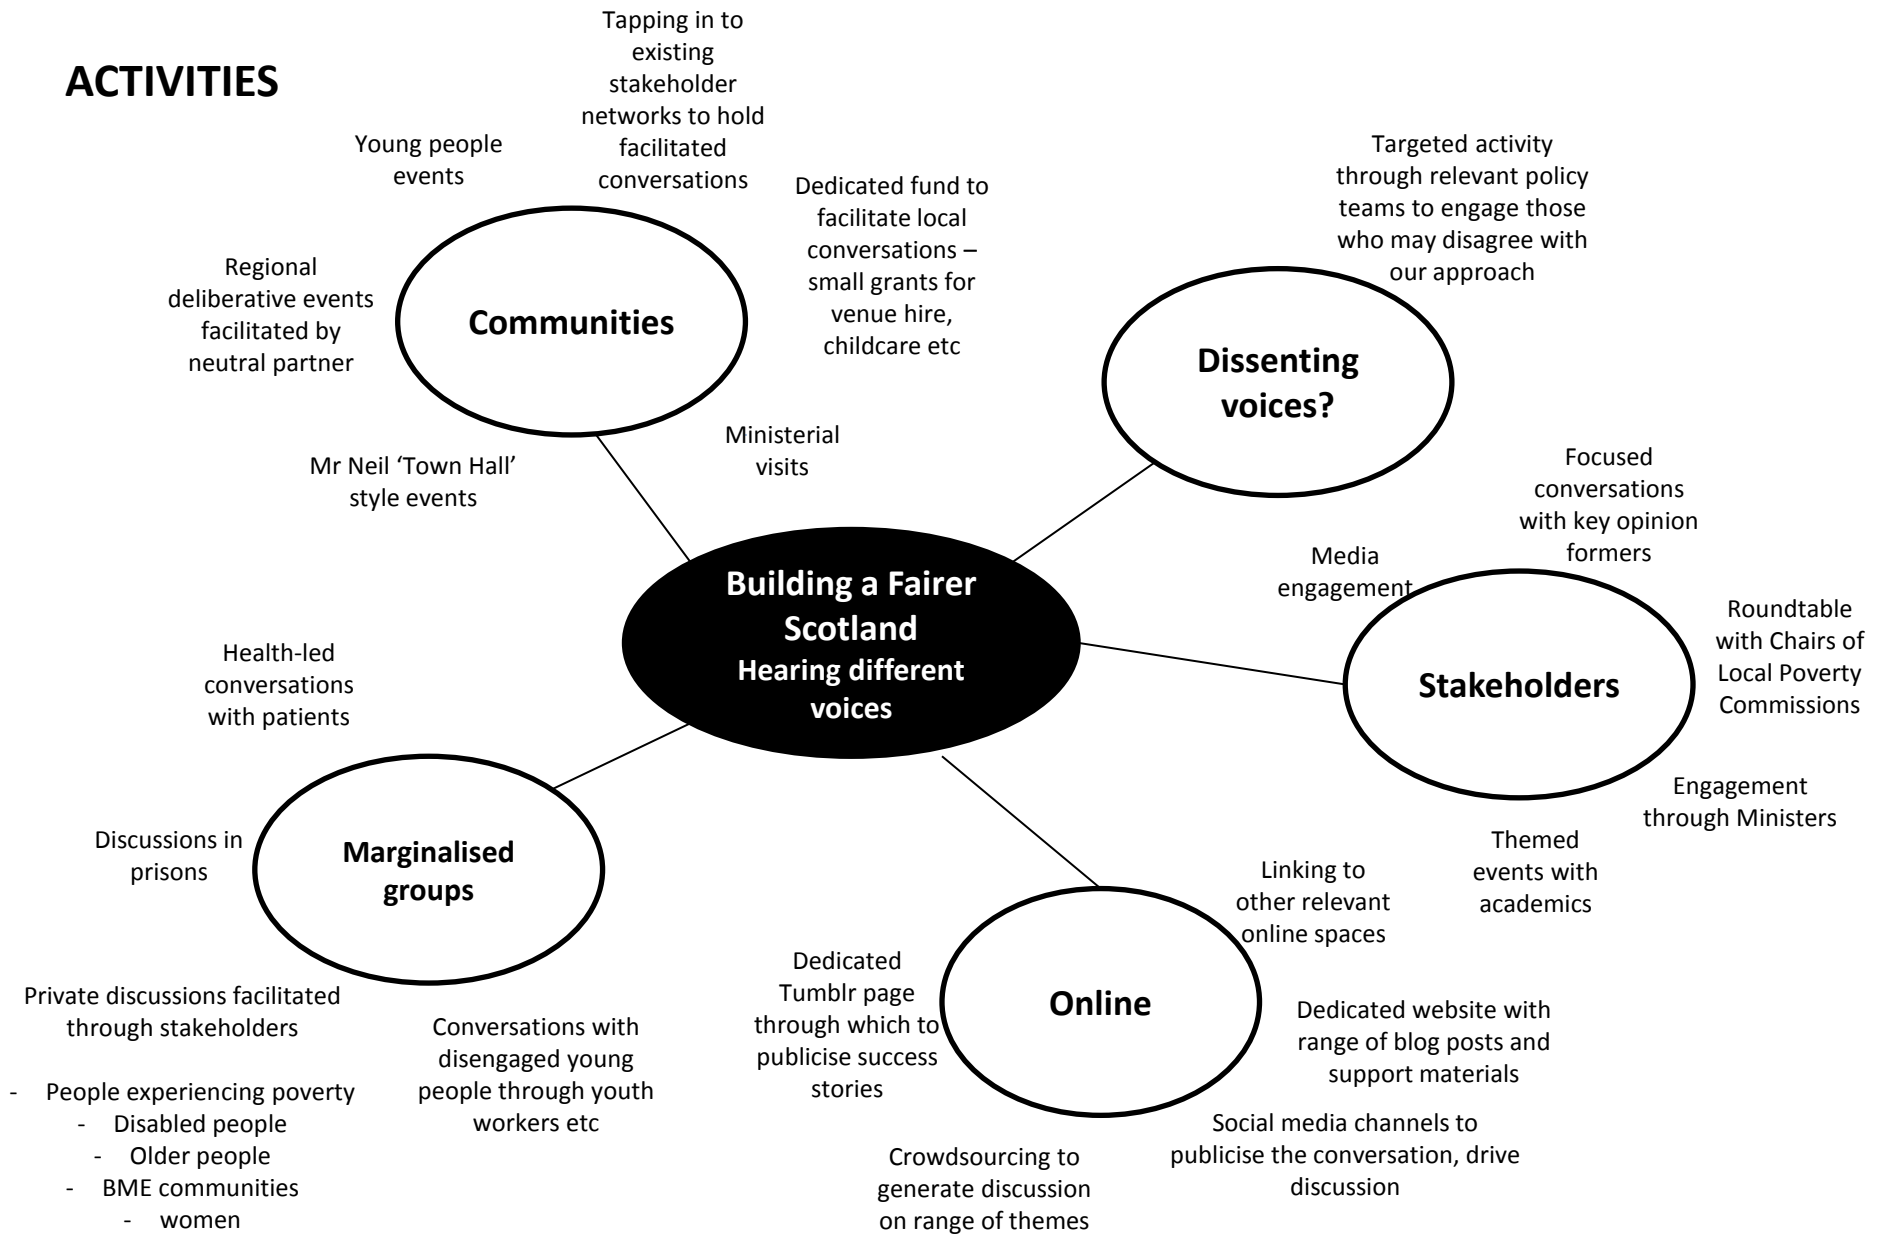 ACTIVITIES
Tapping in to
existing
stakeholder
networks to hold
facilitated
conversations
Young people
events
Dedicated fund to
facilitate local
conversations –
small grants for
venue hire,
childcare etc
Regional
deliberative events
facilitated by
neutral partner
Communities
Mr Neil ‘Town Hall’
style events
Ministerial
visits
Targeted activity
through relevant policy
teams to engage those
who may disagree with
our approach
Dissenting
voices?
Building a Fairer
Scotland
Hearing different
voices
Focused
conversations
with key opinion
formers
Media
engagement
Roundtable
with Chairs of
Local Poverty
Commissions
Stakeholders
Engagement
through Ministers
Themed
events with
academics
Health-led
conversations
with patients
Discussions in
prisons
Marginalised
groups
Private discussions facilitated
through stakeholders
- People experiencing poverty
- Disabled people
- Older people
- BME communities
- women
Conversations with
disengaged young
people through youth
workers etc
Linking to
other relevant
online spaces
Dedicated
Tumblr page
through which to
publicise success
stories
Online
Dedicated website with
range of blog posts and
support materials
Social media channels to
publicise the conversation, drive
discussion
Crowdsourcing to
generate discussion
on range of themes